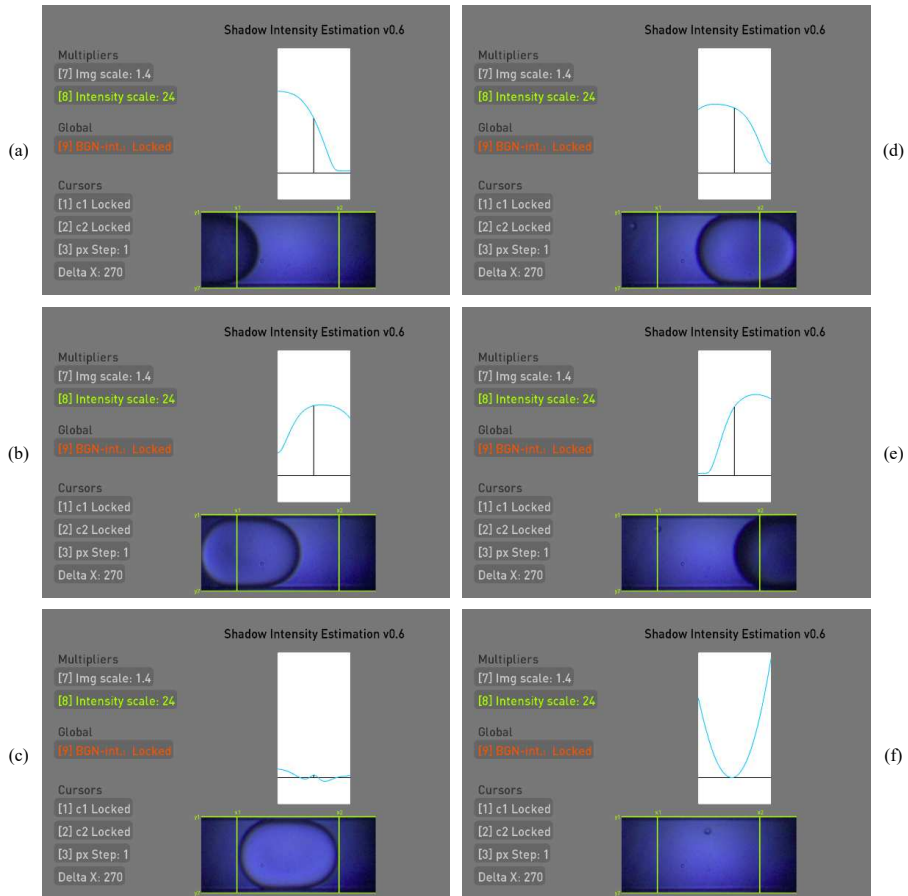 Shadow Intensity Estimation v0.6
Multipliers
[7] Img scale: 1.4
[8] Intensity scale: 24
Global
[9] BGN-int.: Locked
Cursors
[1] c1 Locked
[2] c2 Locked
[3] px Step: 1
Delta X: 270
(a)
Shadow Intensity Estimation v0.6
Multipliers
[7] Img scale: 1.4
[8] Intensity scale: 24
Global
[9] BGN-int.: Locked
Cursors
[1] c1 Locked
[2] c2 Locked
[3] px Step: 1
Delta X: 270
(d)
Shadow Intensity Estimation v0.6
Multipliers
[7] Img scale: 1.4
[8] Intensity scale: 24
Global
[9] BGN-int.: Locked
Cursors
[1] c1 Locked
[2] c2 Locked
[3] px Step: 1
Delta X: 270
(b)
Shadow Intensity Estimation v0.6
Multipliers
[7] Img scale: 1.4
[8] Intensity scale: 24
Global
[9] BGN-int.: Locked
Cursors
[1] c1 Locked
[2] c2 Locked
[3] px Step: 1
Delta X: 270
(e)
Shadow Intensity Estimation v0.6
Multipliers
[7] Img scale: 1.4
[8] Intensity scale: 24
Global
[9] BGN-int.: Locked
Cursors
[1] c1 Locked
[2] c2 Locked
[3] px Step: 1
Delta X: 270
(c)
Shadow Intensity Estimation v0.6
Multipliers
[7] Img scale: 1.4
[8] Intensity scale: 24
Global
[9] BGN-int.: Locked
Cursors
[1] c1 Locked
[2] c2 Locked
[3] px Step: 1
Delta X: 270
(f)